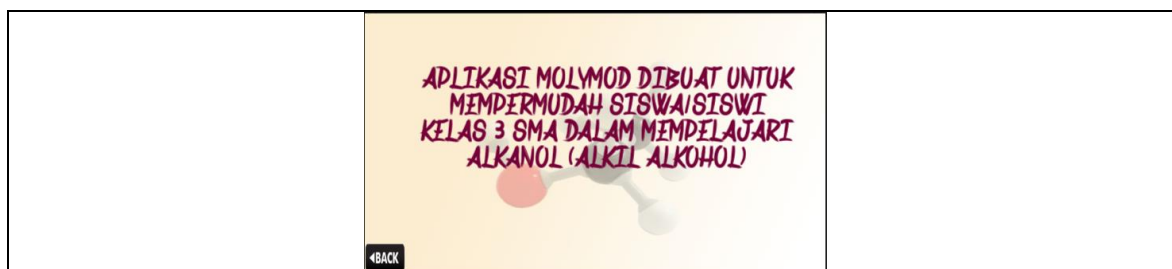 APLIKASI MOLYMOD DIBUAT UNTUK
MEMPERMUDAH SISWA/SISWI
KELAS 3 SMA DALAM MEMPELAJARI
ALKANOL (ALKIL ALKOHOL)
BACK